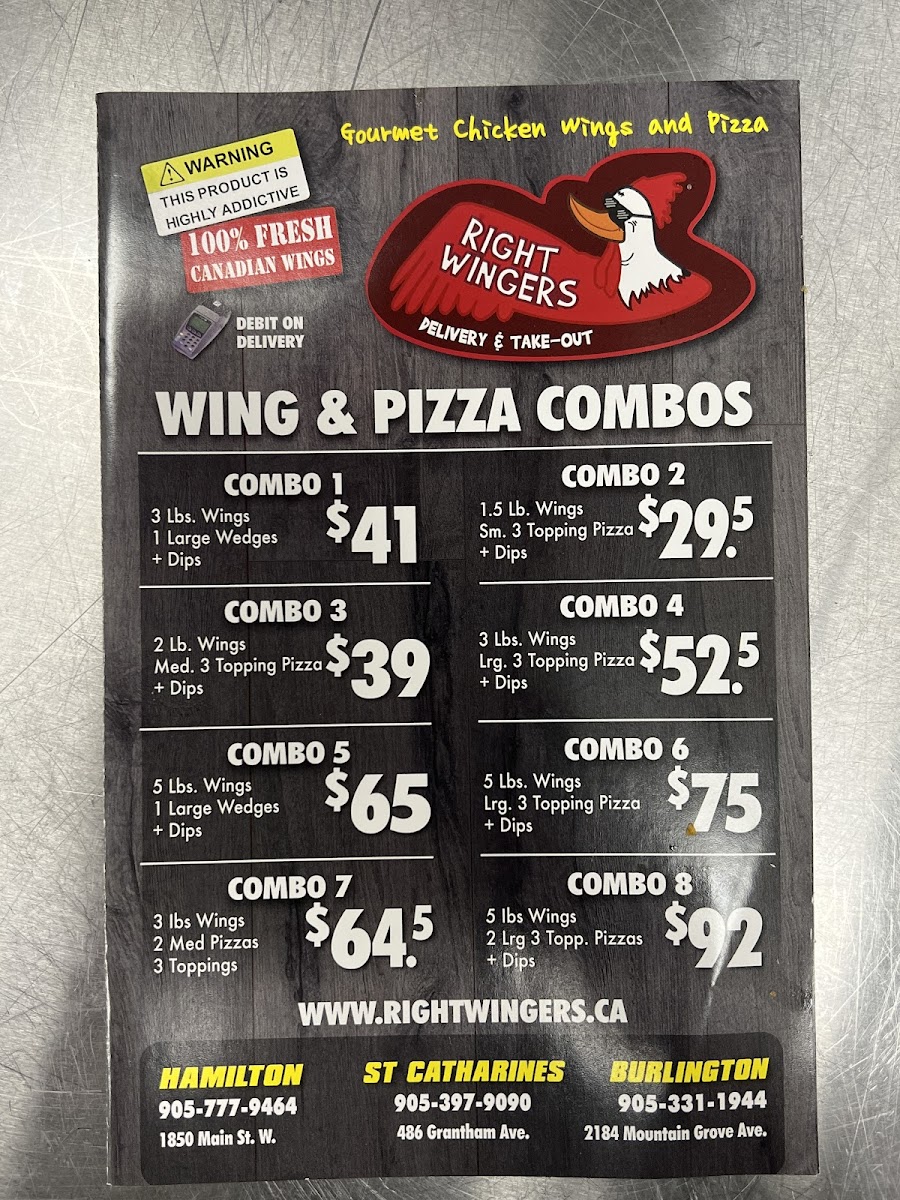 Gourmet Chicken Wings and Pizza
WARNING
THIS PRODUCT IS
HIGHLY ADDICTIVE
100% FRESH
CANADIAN WINGS
DEBIT ON
DELIVERY
RIGHT
WINGERS
DELIVERY & TAKE-OUT
WING & PIZZA COMBOS
COMBO 1
3 Lbs. Wings
1 Large Wedges
+ Dips
$41
COMBO 2
1.5 Lb. Wings
Sm. 3 Topping Pizza
+ Dips
$29.5
COMBO 3
2 Lb. Wings
Med. 3 Topping Pizza
+ Dips
$39
COMBO 4
3 Lbs. Wings
Lrg. 3 Topping Pizza
+ Dips
$52.5
COMBO 5
5 Lbs. Wings
1 Large Wedges
+ Dips
$65
COMBO 6
5 Lbs. Wings
Lrg. 3 Topping Pizza
+ Dips
$75
COMBO 7
3 lbs Wings
2 Med Pizzas
3 Toppings
$64.5
COMBO 8
5 lbs Wings
2 Lrg 3 Topp. Pizzas
+ Dips
$92
WWW.RIGHTWINGERS.CA
HAMILTON
905-777-9464
1850 Main St. W.
ST CATHARINES
905-397-9090
486 Grantham Ave.
BURLINGTON
905-331-1944
2184 Mountain Grove Ave.